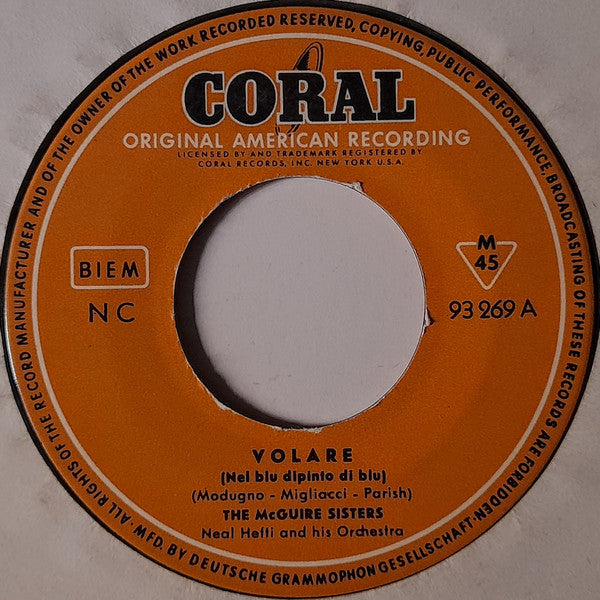 CORAL
ORIGINAL AMERICAN RECORDING
LICENSED BY AND TRADEMARK REGISTERED BY
CORAL RECORDS, INC. NEW YORK U.S.A.
BIEM
NC
M
45
93 269 A
VOLARE
(Nel blu dipinto di blu)
(Modugno - Migliacci - Parish)
THE McGUIRE SISTERS
Neal Hefti and his Orchestra
· ALL RIGHTS OF THE RECORD MANUFACTURER AND OF THE OWNER OF THE WORK RECORDED RESERVED, COPYING, PUBLIC PERFORMANCE, BROADCASTING OF THESE RECORDS ARE FORBIDDEN ·
MFD. BY DEUTSCHE GRAMMOPHON GESELLSCHAFT